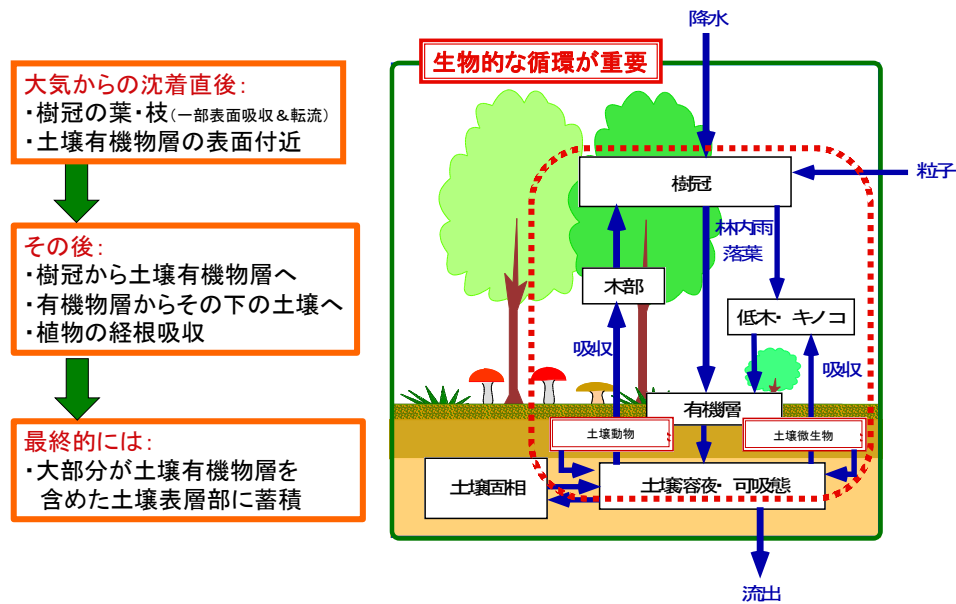 大気からの沈着直後:
・樹冠の葉・枝(一部表面吸収&転流)
・土壌有機物層の表面付近
その後:
・樹冠から土壌有機物層へ
・有機物層からその下の土壌へ
・植物の経根吸収
最終的には:
・大部分が土壌有機物層を
含めた土壌表層部に蓄積
降水
生物的な循環が重要
樹冠
粒子
林内雨
落葉
木部
低木・キノコ
吸収
吸収
有機層
土壌動物
土壌微生物
土壌固相
土壌溶液・可吸態
流出